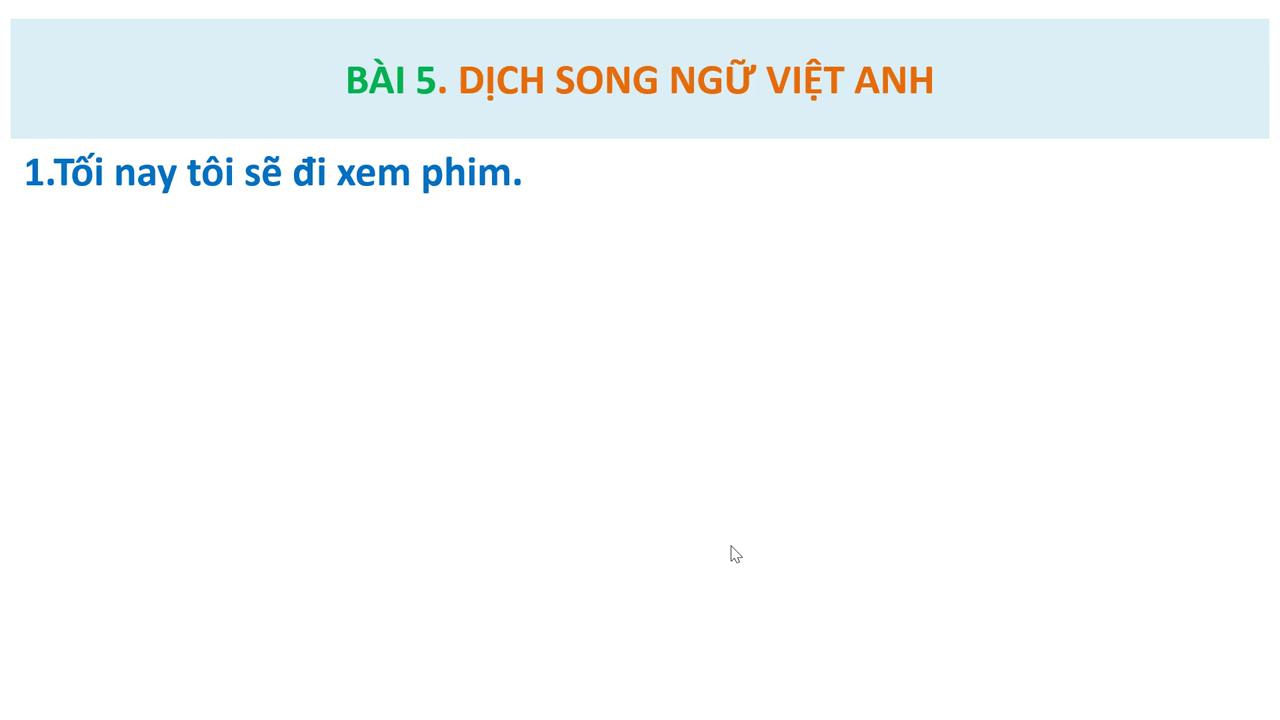 BÀI 5. DỊCH SONG NGỮ VIỆT ANH
1.Tối nay tôi sẽ đi xem phim.